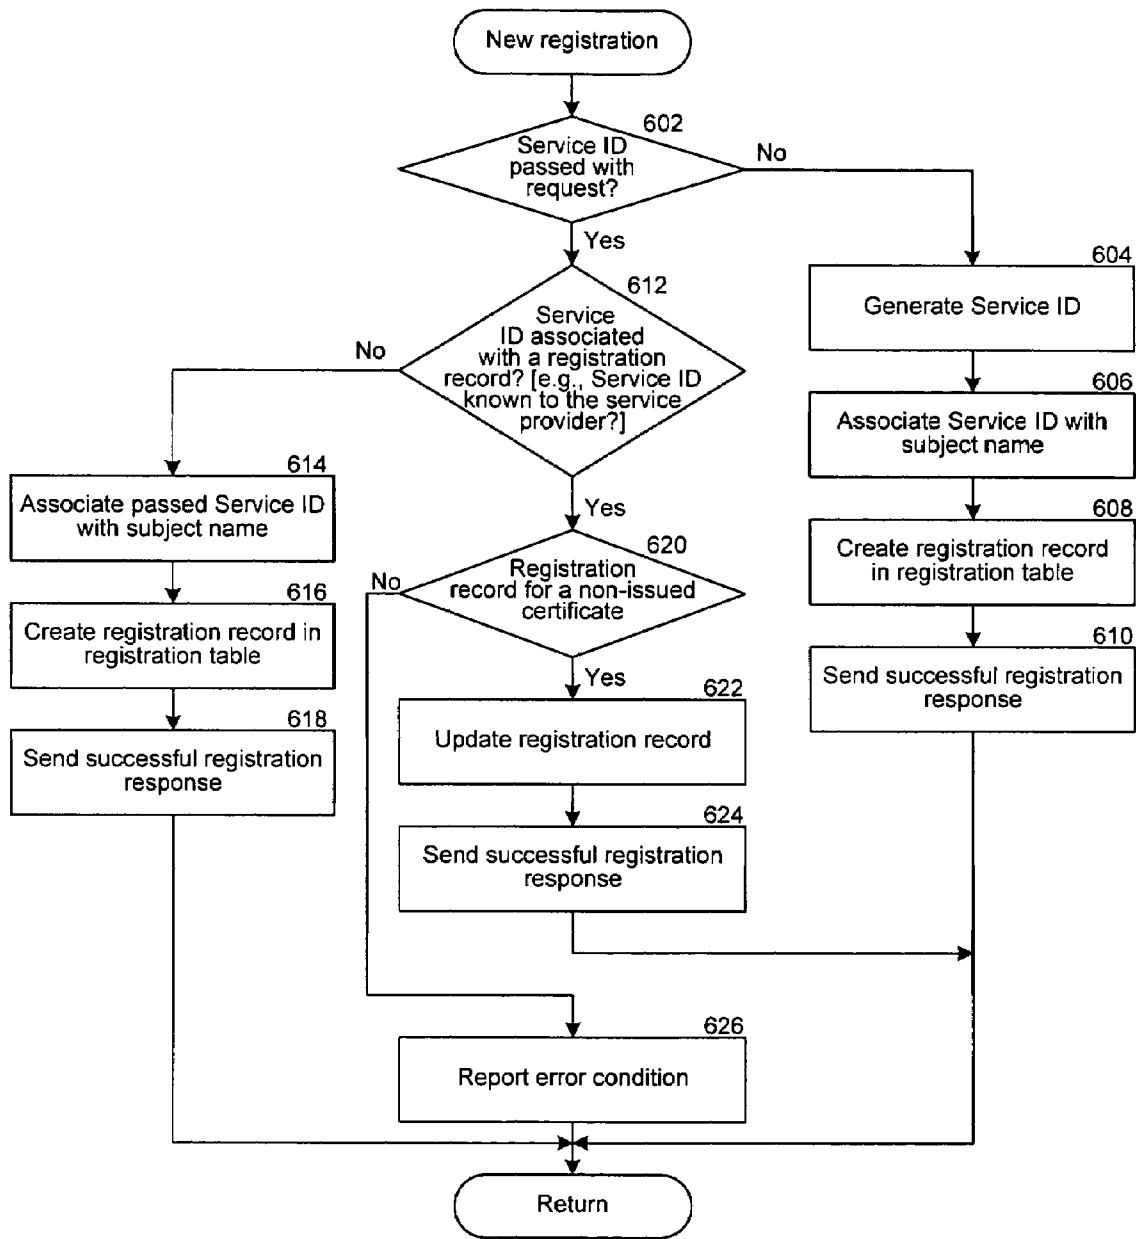 New registration
602
Service ID
passed with
request?
No
Yes
604
Generate Service ID
612
Service
ID associated
with a registration
record? [e.g., Service ID
known to the service
provider?]
No
Yes
606
Associate Service ID with
subject name
614
Associate passed Service ID
with subject name
608
Create registration record
in registration table
620
Registration
record for a non-issued
certificate
No
Yes
616
Create registration record in
registration table
610
Send successful registration
response
622
Update registration record
618
Send successful registration
response
624
Send successful registration
response
626
Report error condition
Return